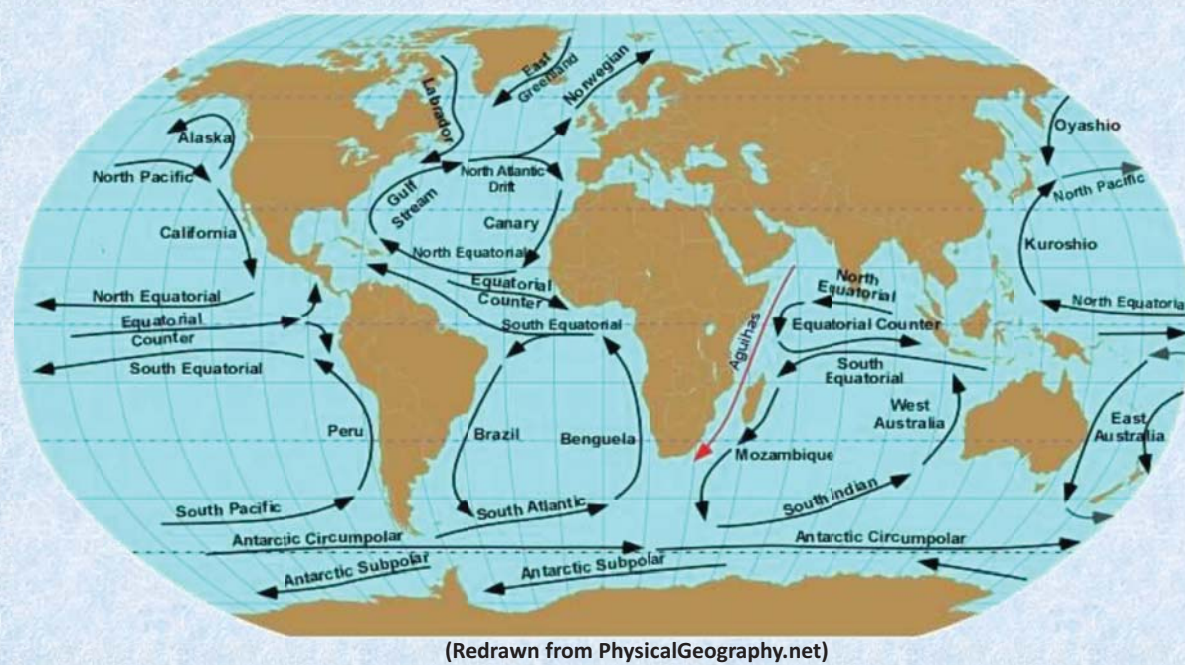 East
Greenland
Norwegian
Labrador
Alaska
North Pacific
North Atlantic
Drift
Gulf
Stream
Canary
California
North Equatorial
North Equatorial
Equatorial
Counter
Equatorial
Counter
South Equatorial
South Equatorial
Peru
Brazil
Benguela
South Pacific
South Atlantic
Antarctic Circumpolar
Antarctic Subpolar
Antarctic Subpolar
Oyashio
North Pacific
Kuroshio
North Equatoria
North
Equatorial
Equatorial Counter
Aguihas
South
Equatorial
West
Australia
East
Australia
Mozambique
South Indian
Antarctic Circumpolar
(Redrawn from PhysicalGeography.net)